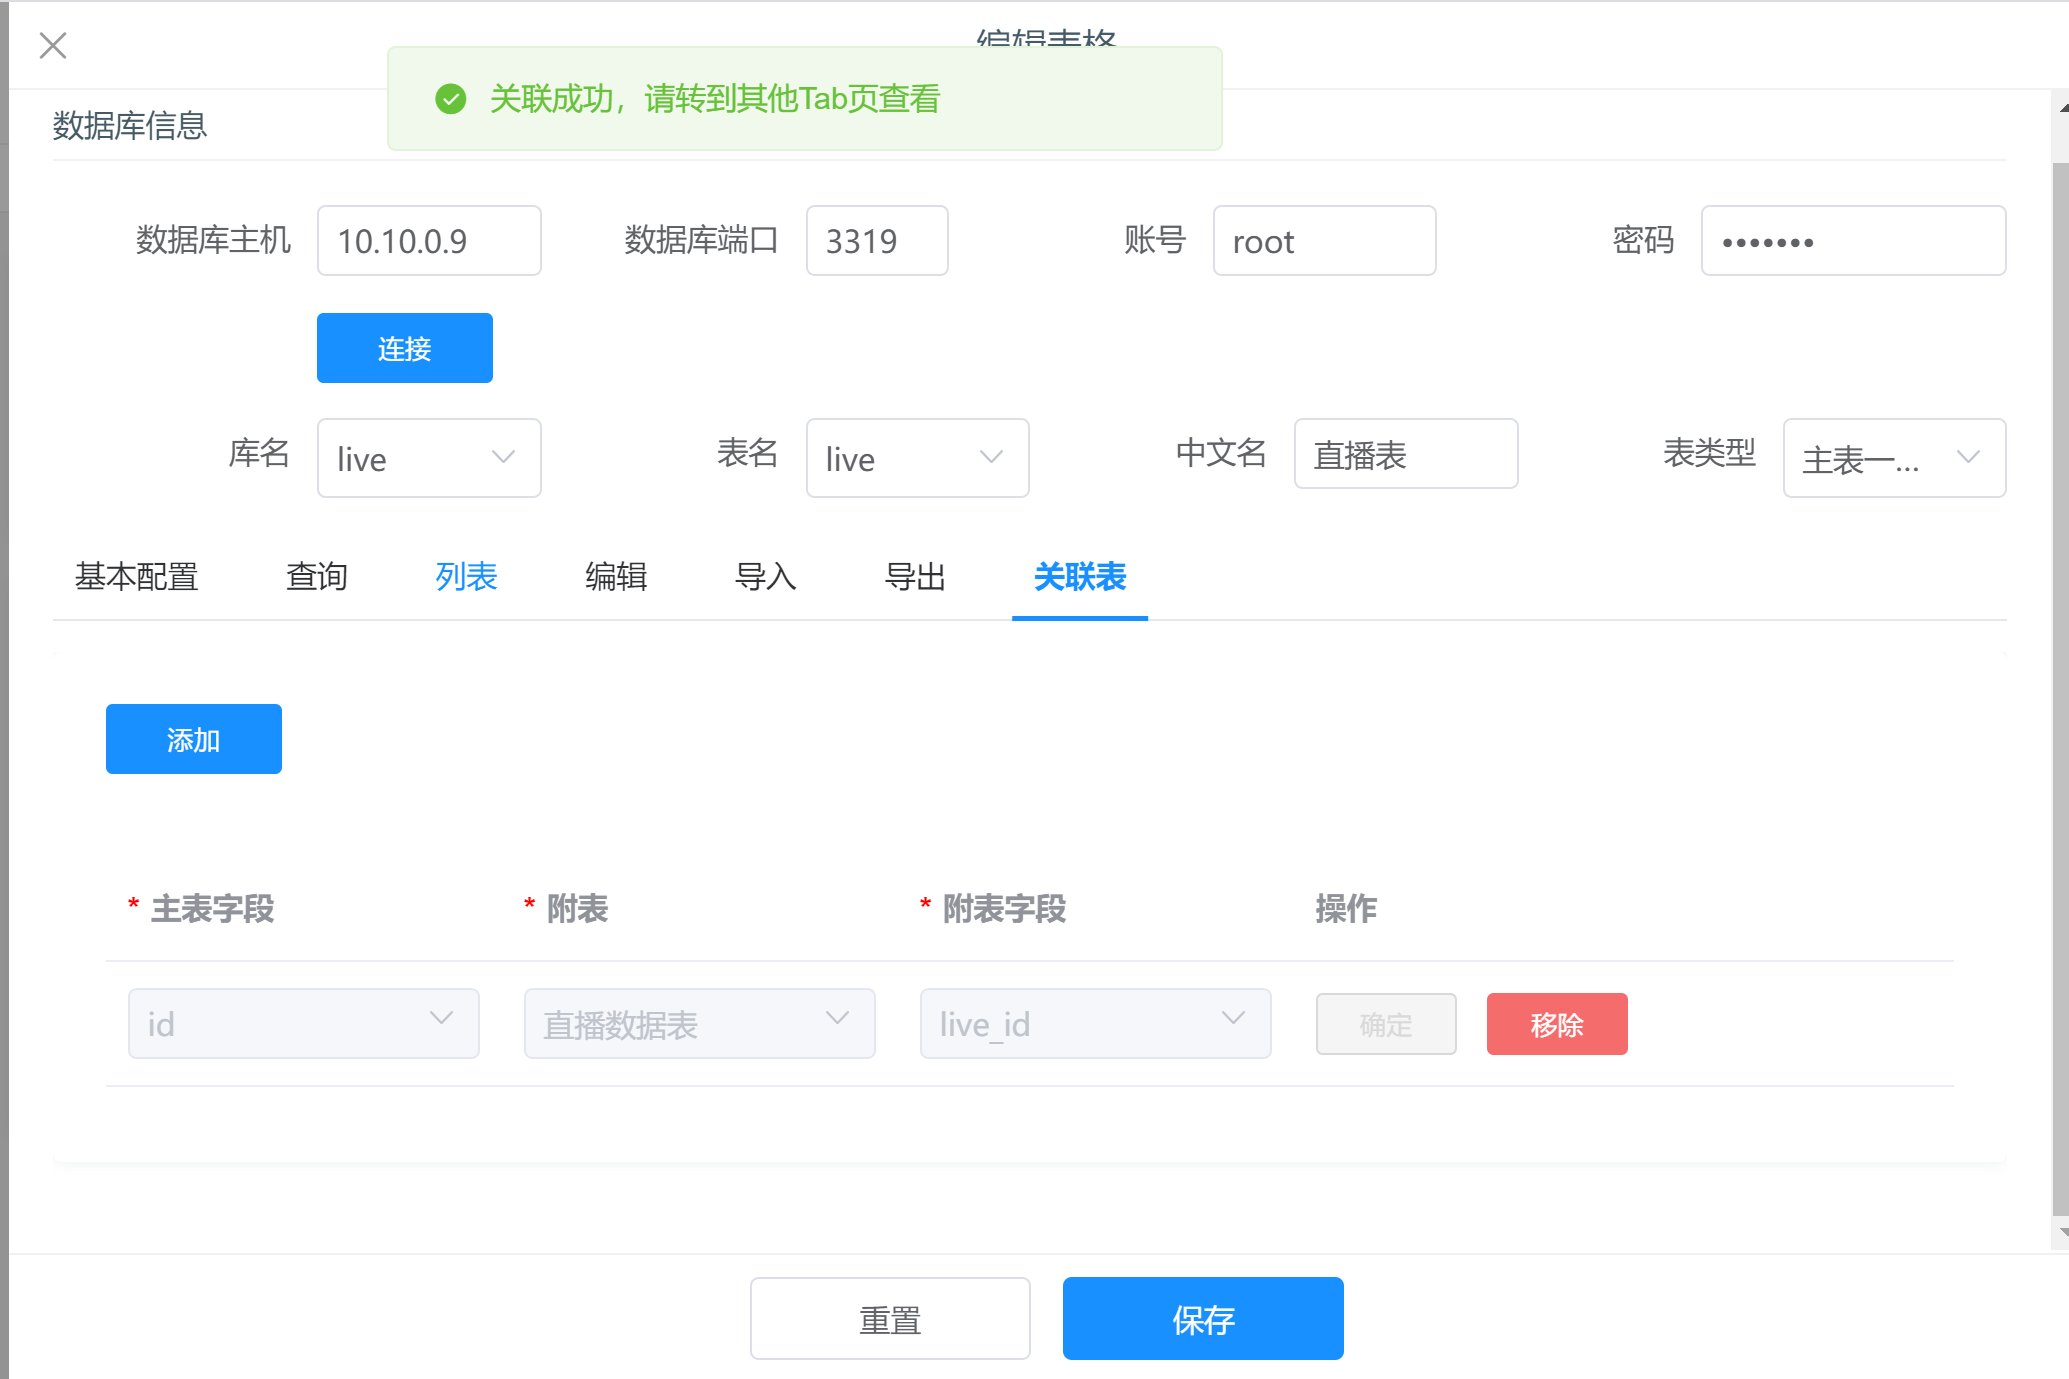 编辑表格
关联成功，请转到其他Tab页查看
数据库信息
数据库主机 10.10.0.9 数据库端口 3319 账号 root 密码 •••••••
连接
库名 live 表名 live 中文名 直播表 表类型 主表一...
基本配置 查询 列表 编辑 导入 导出 关联表
添加
* 主表字段 * 附表 * 附表字段 操作
id 直播数据表 live_id 确定 移除
重置 保存